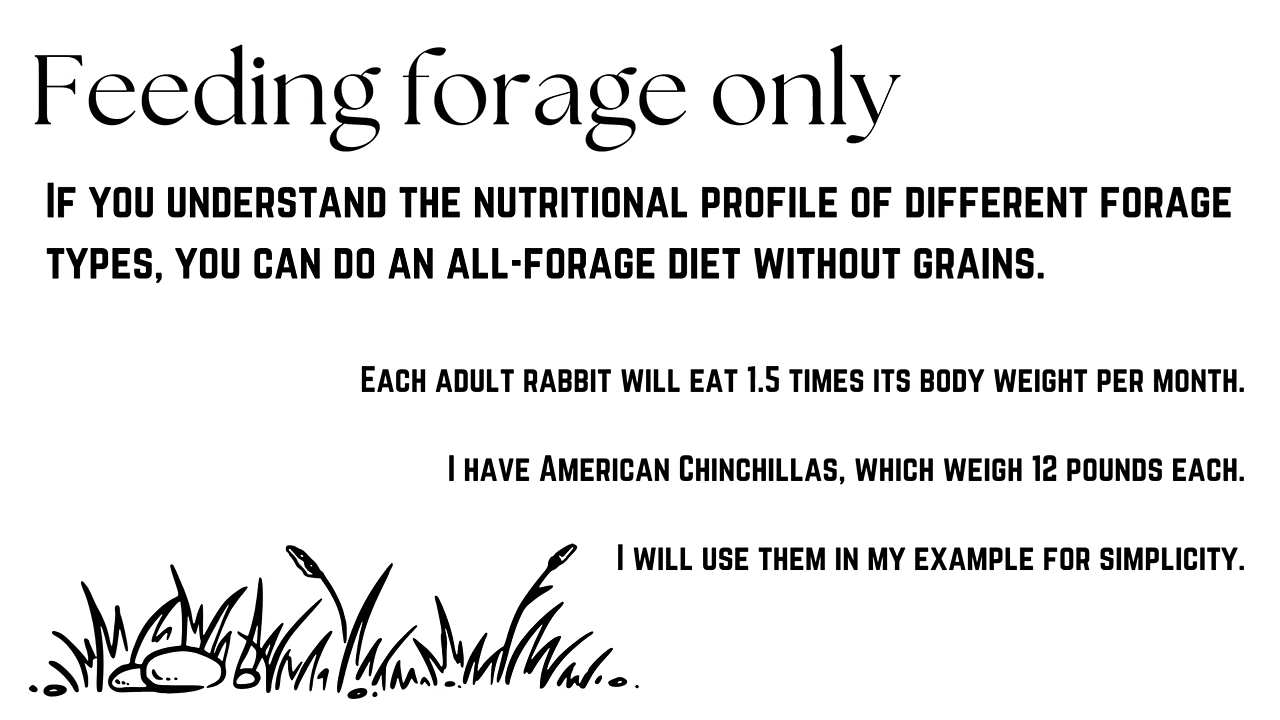 Feeding forage only
If you understand the nutritional profile of different forage
types, you can do an all-forage diet without grains.
Each adult rabbit will eat 1.5 times its body weight per month.
I have American Chinchillas, which weigh 12 pounds each.
I will use them in my example for simplicity.